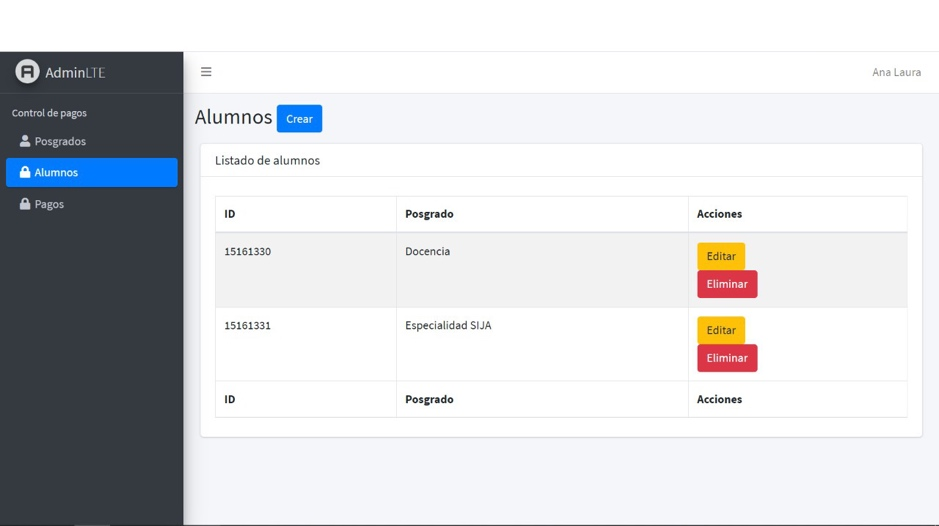 AdminLTE
Ana Laura
Control de pagos
Posgrados
Alumnos
Pagos
Alumnos Crear
Listado de alumnos
ID Posgrado Acciones
15161330 Docencia Editar
Eliminar
15161331 Especialidad SIJA Editar
Eliminar
ID Posgrado Acciones